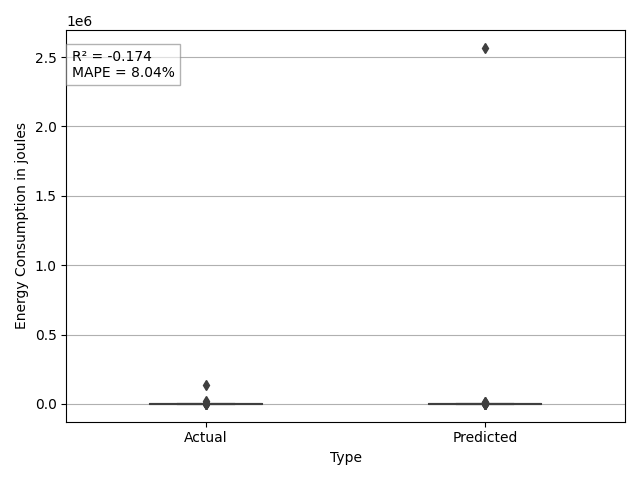 1e6
R² = -0.174
MAPE = 8.04%
2.5
2.0
1.5
1.0
0.5
0.0
Energy Consumption in joules
Actual
Predicted
Type